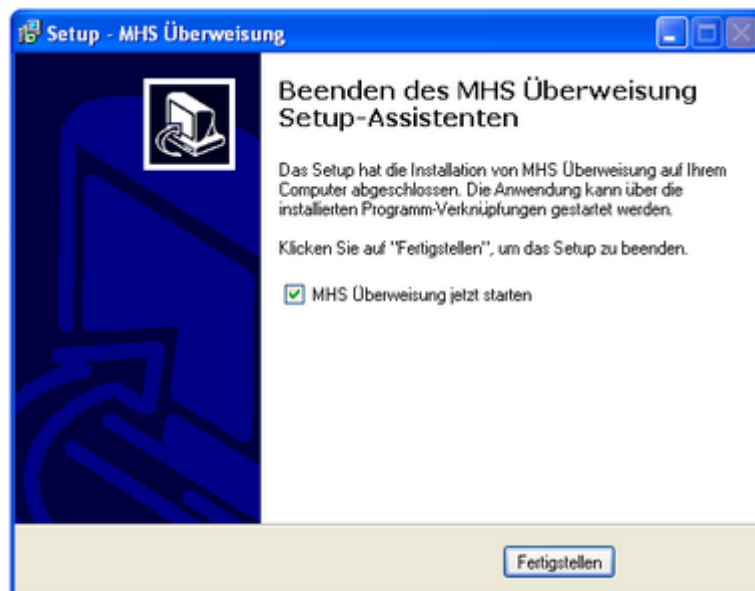 Setup - MHS Überweisung
Beenden des MHS Überweisung
Setup-Assistenten
Das Setup hat die Installation von MHS Überweisung auf Ihrem
Computer abgeschlossen. Die Anwendung kann über die
installierten Programm-Verknüpfungen gestartet werden.
Klicken Sie auf "Fertigstellen", um das Setup zu beenden.
MHS Überweisung jetzt starten
Fertigstellen